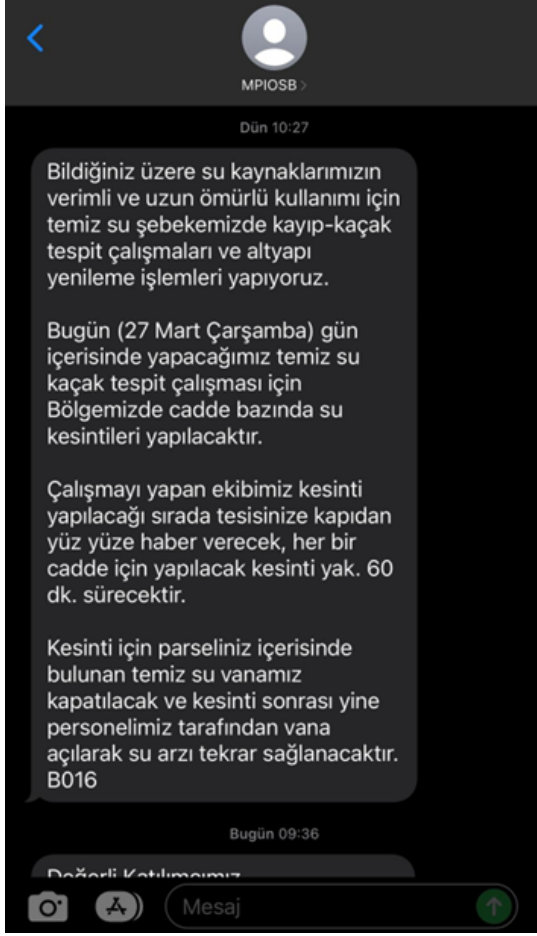 MPIOSB
Dün 10:27
Bildiğiniz üzere su kaynaklarımızın
verimli ve uzun ömürlü kullanımı için
temiz su şebekemizde kayıp-kaçak
tespit çalışmaları ve altyapı
yenileme işlemleri yapıyoruz.
Bugün (27 Mart Çarşamba) gün
içerisinde yapacağımız temiz su
kaçak tespit çalışması için
Bölgemizde cadde bazında su
kesintileri yapılacaktır.
Çalışmayı yapan ekibimiz kesinti
yapılacağı sırada tesisinize kapıdan
yüz yüze haber verecek, her bir
cadde için yapılacak kesinti yak. 60
dk. sürecektir.
Kesinti için parseliniz içerisinde
bulunan temiz su vanamız
kapatılacak ve kesinti sonrası yine
personelimiz tarafından vana
açılarak su arzı tekrar sağlanacaktır.
B016
Bugün 09:36
Değerli Katılımcımız
Mesaj